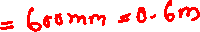 = 600mm = 0.6m